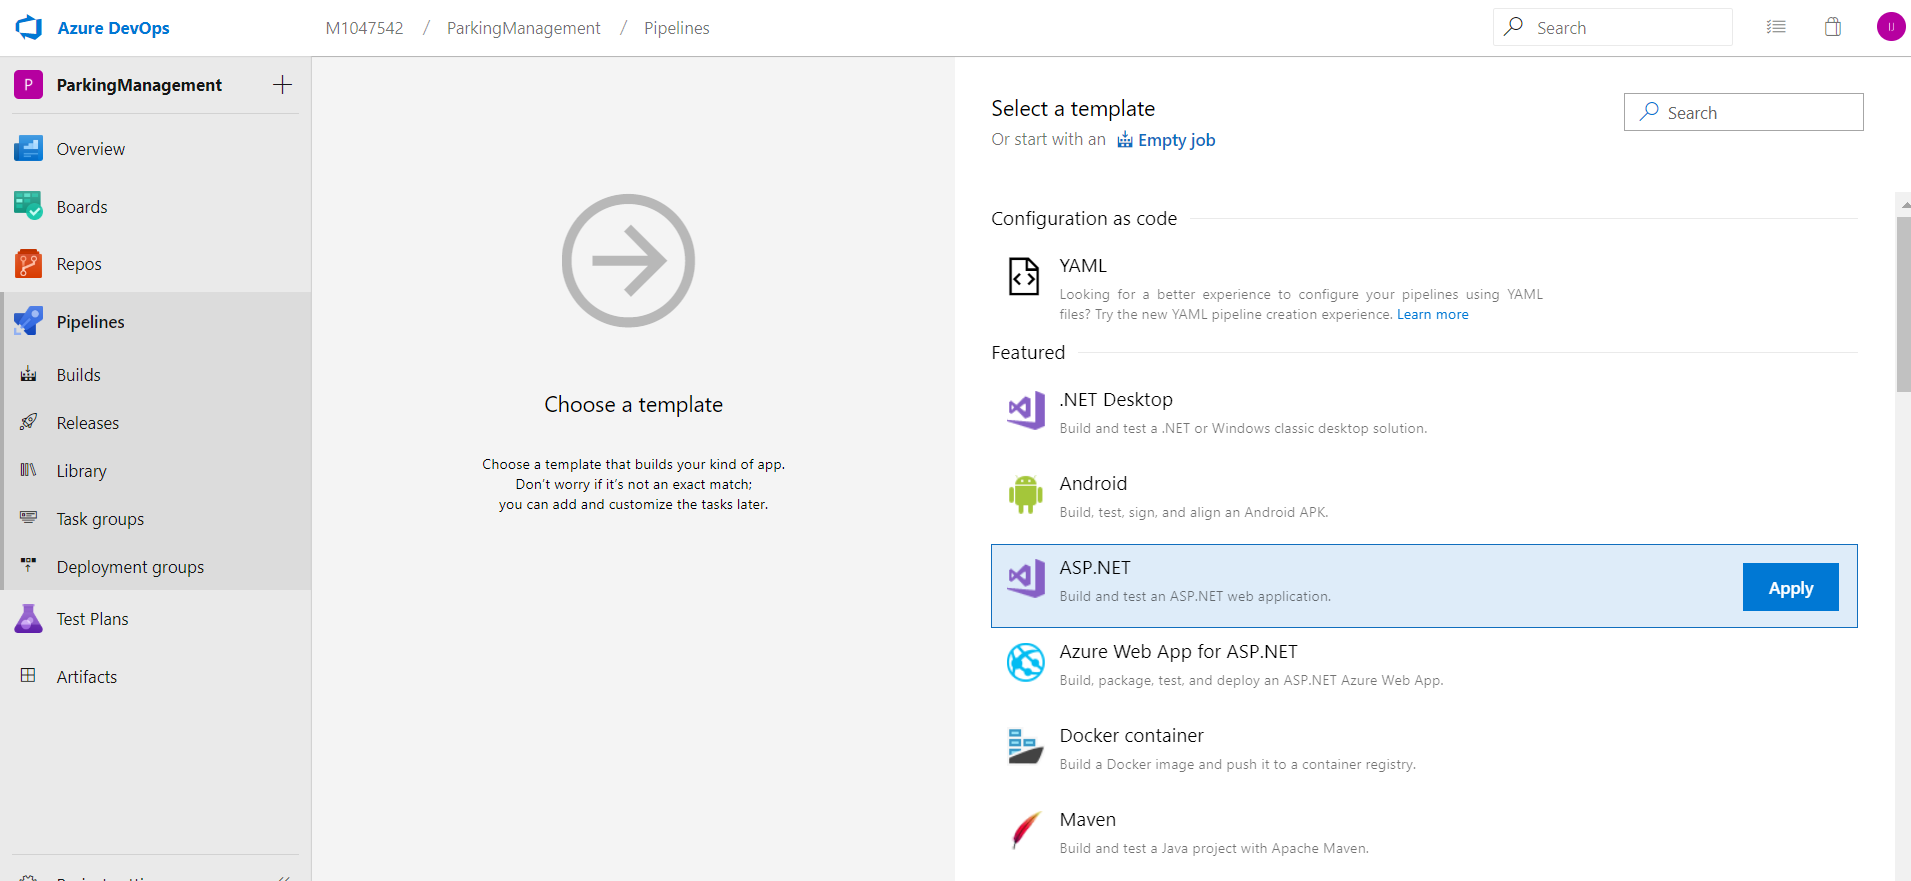 Azure DevOps
M1047542 / ParkingManagement / Pipelines
Search
IJ
P
ParkingManagement
Overview
Boards
Repos
Pipelines
Builds
Releases
Library
Task groups
Deployment groups
Test Plans
Artifacts
Choose a template
Choose a template that builds your kind of app.
Don't worry if it's not an exact match;
you can add and customize the tasks later.
Select a template
Search
Or start with an Empty job
Configuration as code
YAML
Looking for a better experience to configure your pipelines using YAML
files? Try the new YAML pipeline creation experience. Learn more
Featured
.NET Desktop
Build and test a .NET or Windows classic desktop solution.
Android
Build, test, sign, and align an Android APK.
ASP.NET
Build and test an ASP.NET web application.
Apply
Azure Web App for ASP.NET
Build, package, test, and deploy an ASP.NET Azure Web App.
Docker container
Build a Docker image and push it to a container registry.
Maven
Build and test a Java project with Apache Maven.